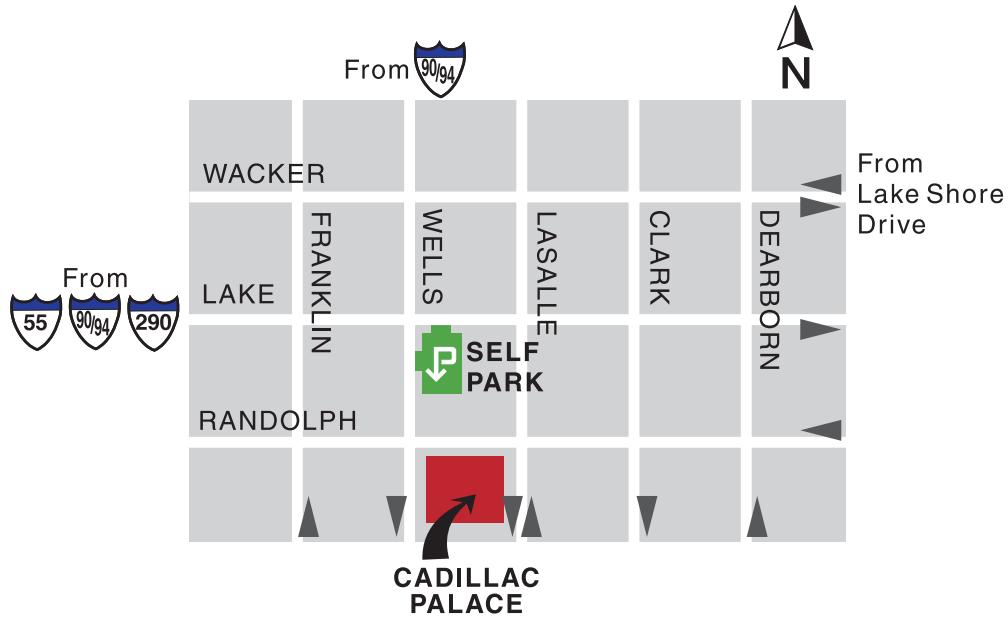 N
From 90/94
WACKER
From
Lake Shore
Drive
FRANKLIN
WELLS
LASALLE
CLARK
DEARBORN
From
55 90/94 290
LAKE
P SELF
PARK
RANDOLPH
CADILLAC
PALACE